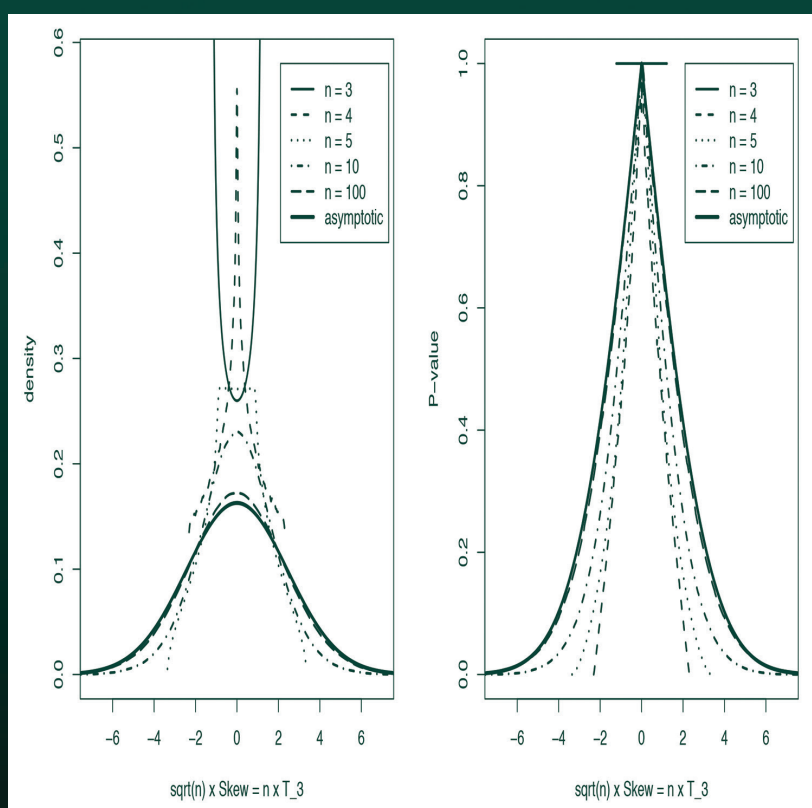 density
0.6
0.5
0.4
0.3
0.2
0.1
0.0
n = 3
n = 4
n = 5
n = 10
n = 100
asymptotic
−6 −4 −2 0 2 4 6
sqrt(n) x Skew = n x T_3
P−value
1.0
0.8
0.6
0.4
0.2
0.0
n = 3
n = 4
n = 5
n = 10
n = 100
asymptotic
−6 −4 −2 0 2 4 6
sqrt(n) x Skew = n x T_3